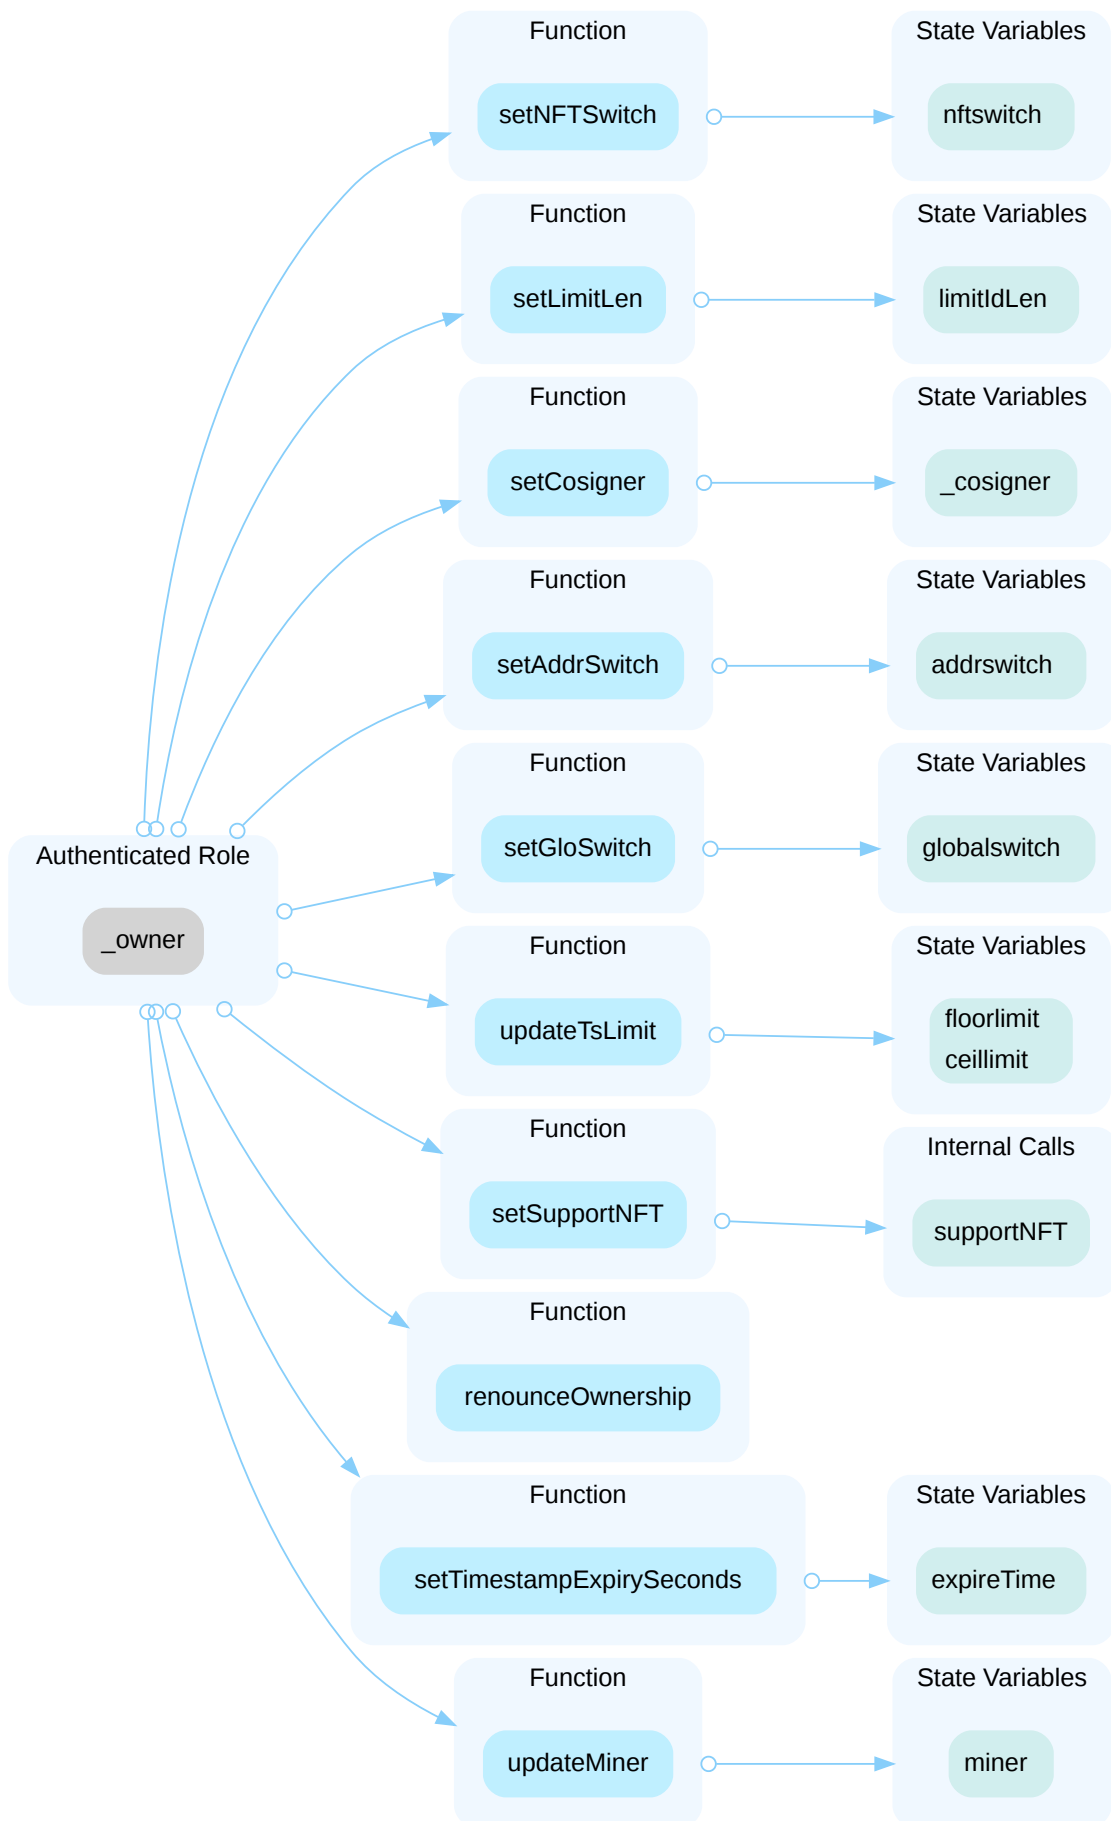 Function
State Variables
setNFTSwitch
nftswitch
Function
State Variables
setLimitLen
limitIdLen
Function
State Variables
setCosigner
_cosigner
Function
State Variables
setAddrSwitch
addrswitch
Function
State Variables
setGloSwitch
globalswitch
Authenticated Role
_owner
Function
State Variables
updateTsLimit
floorlimit
ceillimit
Function
Internal Calls
setSupportNFT
supportNFT
Function
renounceOwnership
Function
State Variables
setTimestampExpirySeconds
expireTime
Function
State Variables
updateMiner
miner